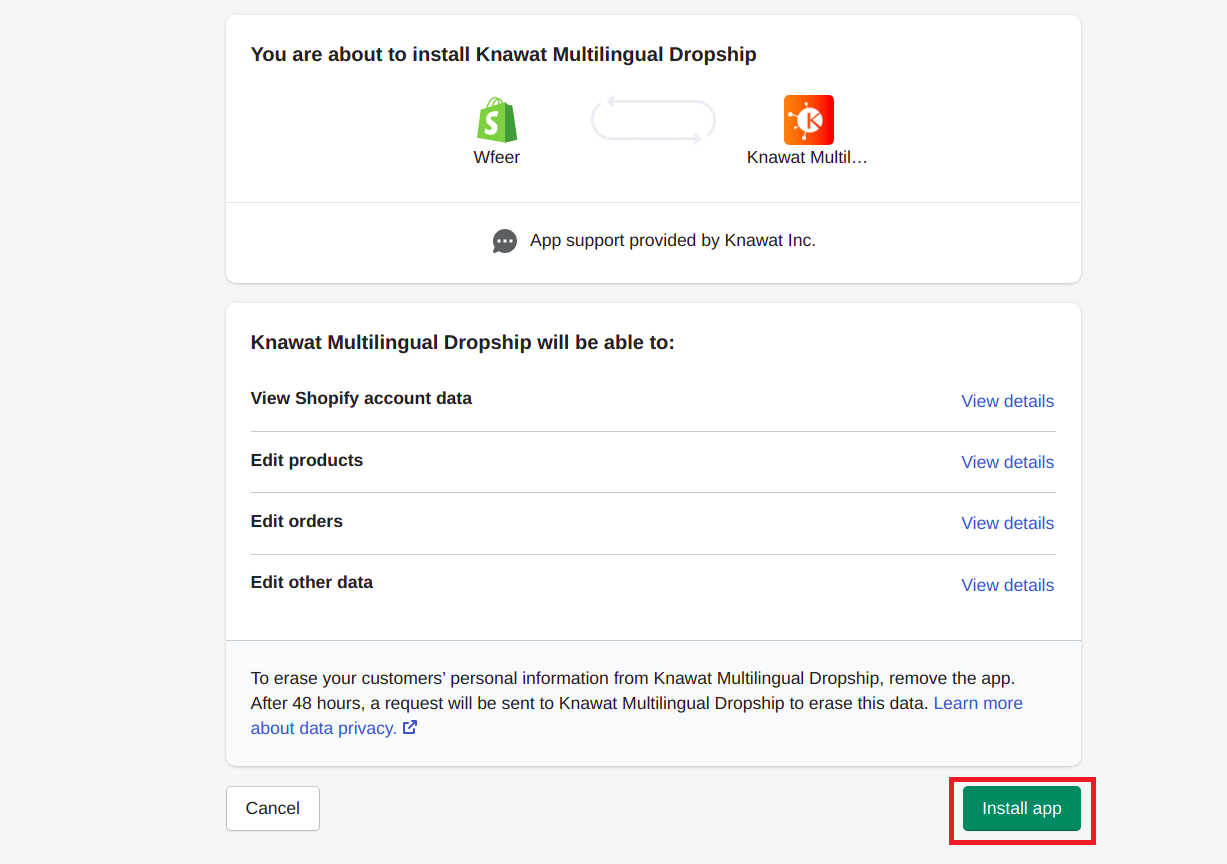 You are about to install Knawat Multilingual Dropship
Wfeer
Knawat Multil…
App support provided by Knawat Inc.
Knawat Multilingual Dropship will be able to:
View Shopify account data
View details
Edit products
View details
Edit orders
View details
Edit other data
View details
To erase your customers’ personal information from Knawat Multilingual Dropship, remove the app.
After 48 hours, a request will be sent to Knawat Multilingual Dropship to erase this data. Learn more
about data privacy.
Cancel
Install app